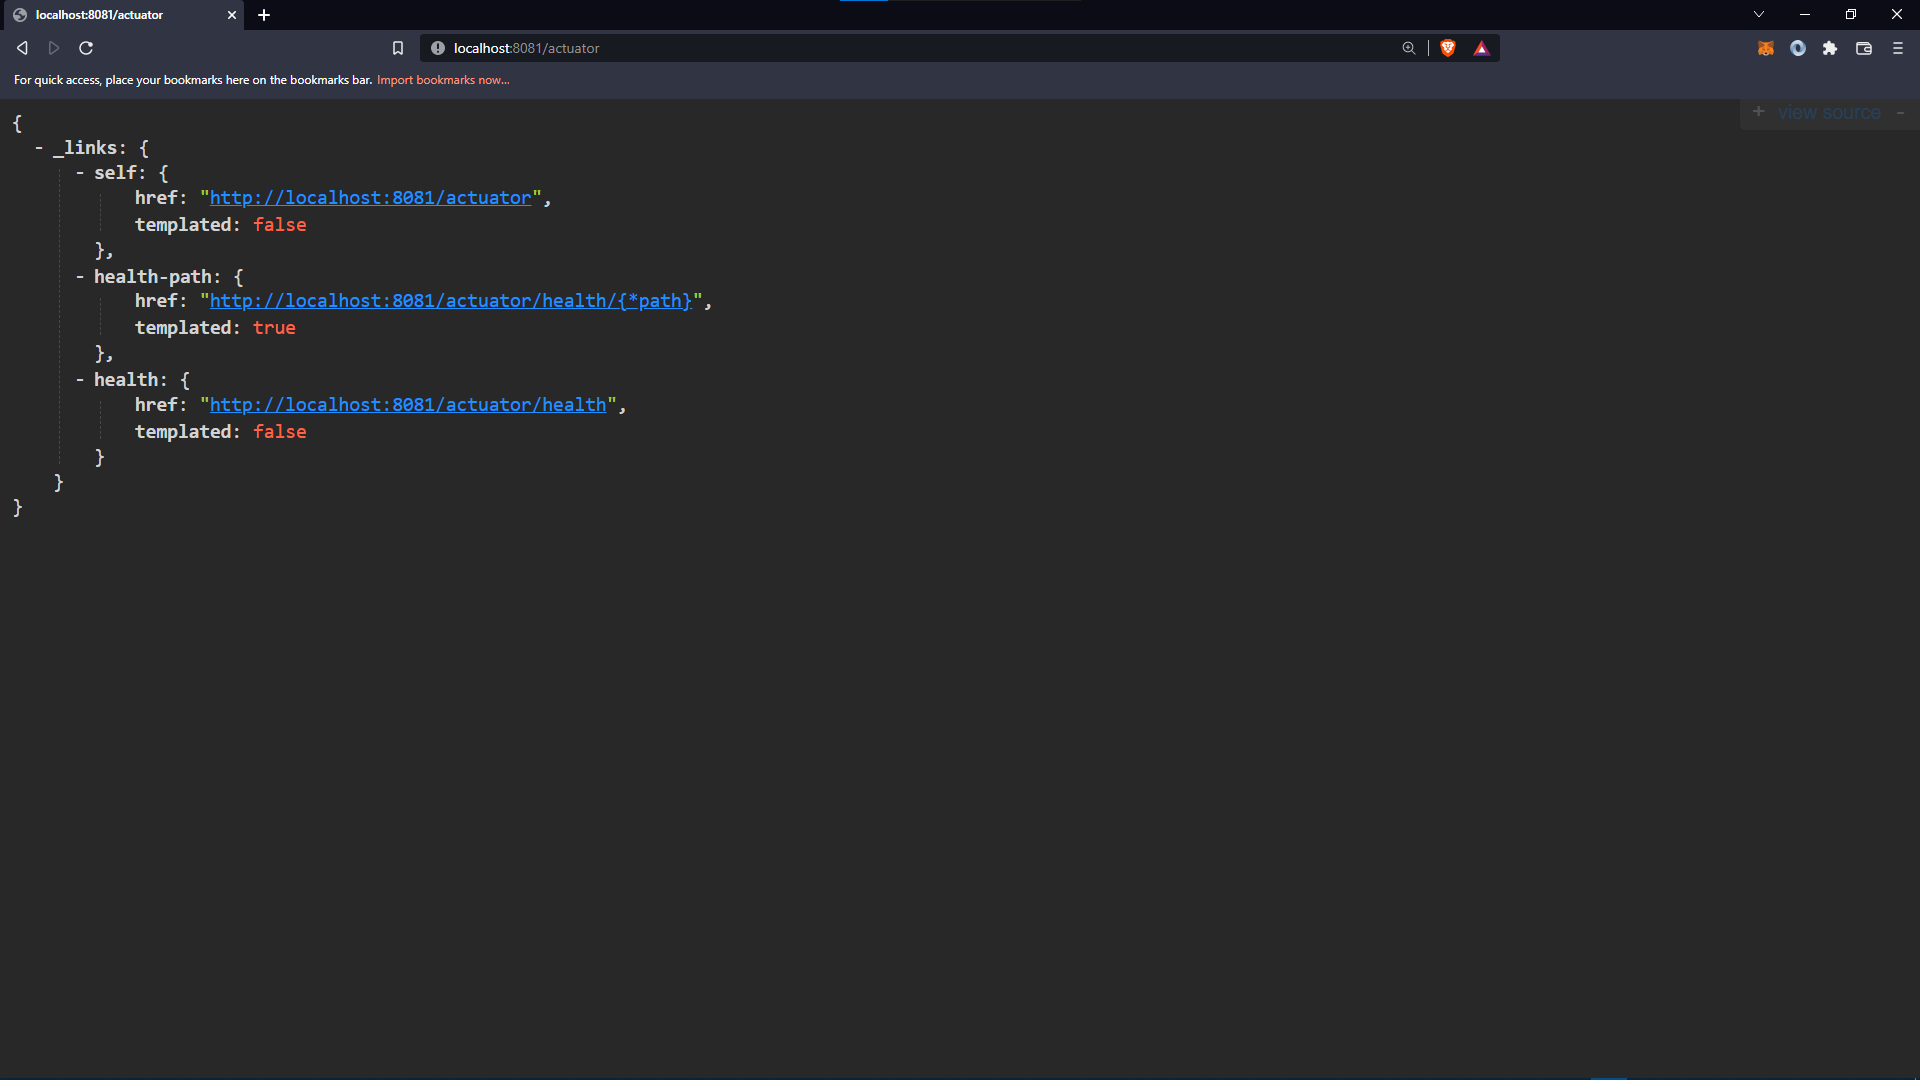 localhost:8081/actuator
localhost:8081/actuator
For quick access, place your bookmarks here on the bookmarks bar. Import bookmarks now...
+ view source -
{
- _links: {
- self: {
href: "http://localhost:8081/actuator",
templated: false
},
- health-path: {
href: "http://localhost:8081/actuator/health/{*path}",
templated: true
},
- health: {
href: "http://localhost:8081/actuator/health",
templated: false
}
}
}